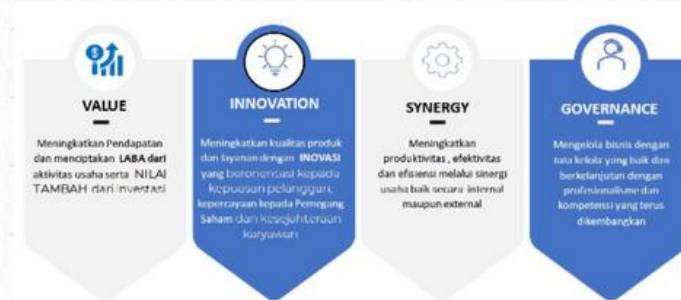 VALUE
Meningkatkan Pendapatan
dan menciptakan LABA dari
aktivitas usaha serta NILAI
TAMBAH dari Investasi
INNOVATION
Meningkatkan kualitas produk
dan layanan dengan INOVASI
yang berorientasi kepada
kepuasan pelanggan,
kepercayaan kepada Pemegang
Saham dan kesejahteraan
karyawan
SYNERGY
Meningkatkan
produktivitas , efektivitas
dan efisiensi melalui sinergi
usaha baik secara internal
maupun external
GOVERNANCE
Mengelola bisnis dengan
tata kelola yang baik dan
berkelanjutan dengan
profesionalisme dan
kompetensi yang terus
dikembangkan